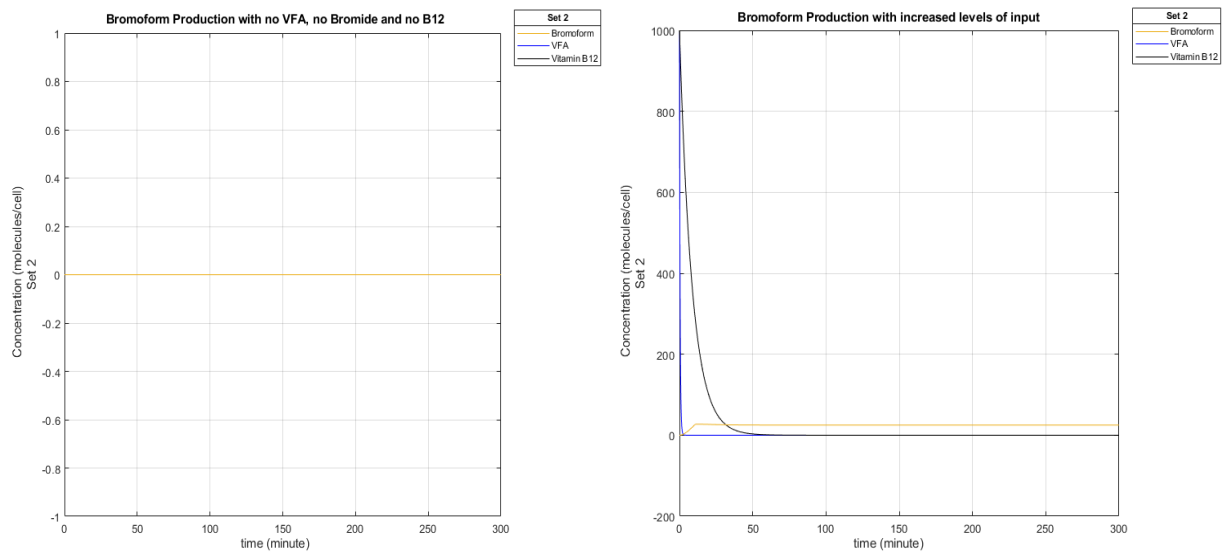 Bromoform Production with no VFA, no Bromide and no B12
Set 2
Bromoform
VFA
Vitamin B12
1
0.8
0.6
0.4
0.2
0
-0.2
-0.4
-0.6
-0.8
-1
Concentration (molecules/cell)
Set 2
0 50 100 150 200 250 300
time (minute)
Bromoform Production with increased levels of input
Set 2
Bromoform
VFA
Vitamin B12
1000
800
600
400
200
0
-200
Concentration (molecules/cell)
Set 2
0 50 100 150 200 250 300
time (minute)